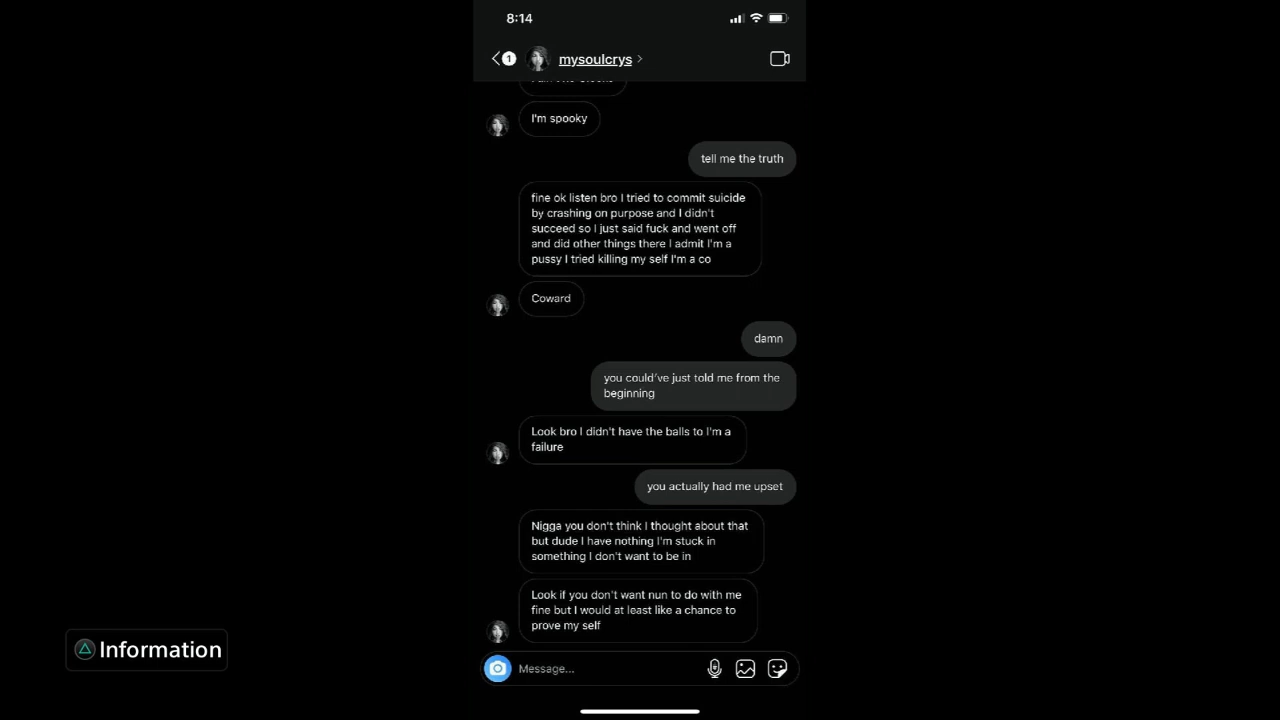 8:14
1
mysoulcrys
I'm spooky
tell me the truth
fine ok listen bro I tried to commit suicide
by crashing on purpose and I didn't
succeed so I just said fuck and went off
and did other things there I admit I'm a
pussy I tried killing my self I'm a co
Coward
damn
you could've just told me from the
beginning
Look bro I didn't have the balls to I'm a
failure
you actually had me upset
Nigga you don't think I thought about that
but dude I have nothing I'm stuck in
something I don't want to be in
Look if you don't want nun to do with me
fine but I would at least like a chance to
prove my self
Message...
Information